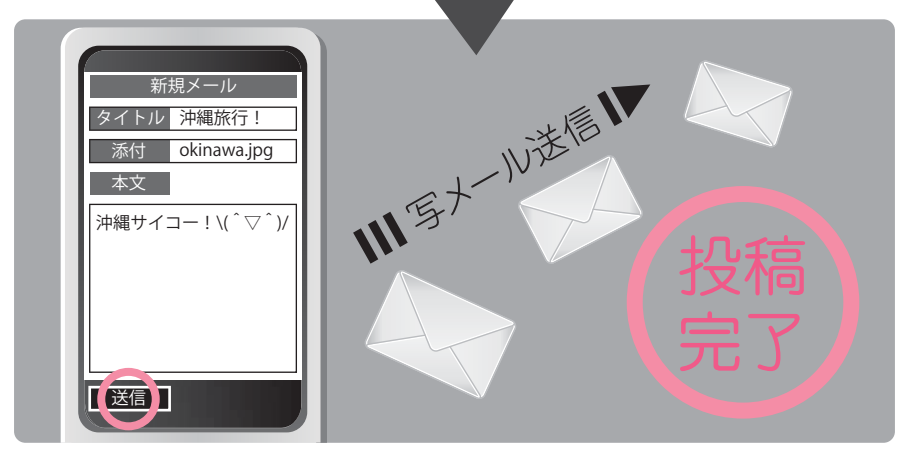 新規メール
タイトル 沖縄旅行！
添付 okinawa.jpg
本文
沖縄サイコー！\(＾▽＾)/
送信
写メール送信
投稿
完了